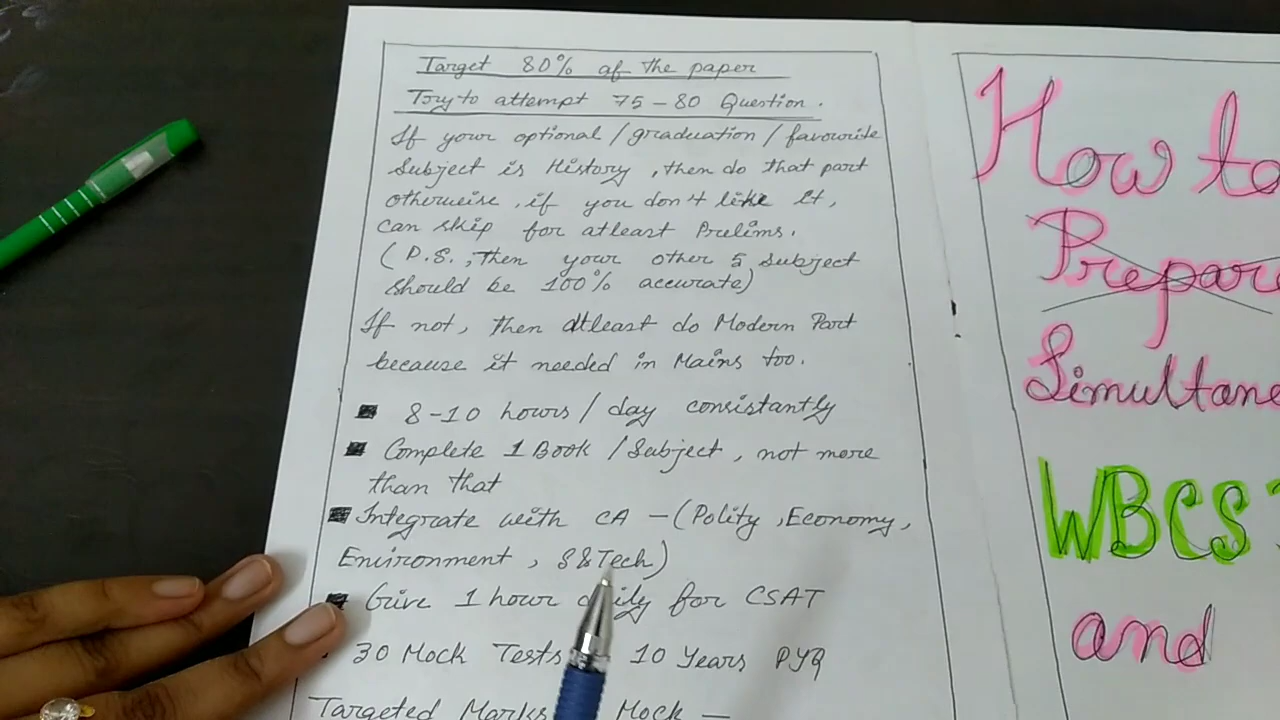 Target 80% of the paper
Try to attempt 75-80 Question.
If your optional/graduation/favourite
Subject is History, then do that part
otherweise, if you don't like it,
can skip for atleast Prelims.
(P.S., then your other 5 subject
should be 100% accurate)
If not, then atleast do Modern Part
because it needed in Mains too.
8-10 hours/day consistantly
Complete 1 Book/Subject, not more
than that
Integrate with CA - (Polity, Economy,
Environment, S&Tech)
Give 1 hour daily for CSAT
30 Mock Tests 10 Years PYQ
Targeted Marks Mock -
How to
Prepare
Simultane
WBCS
and